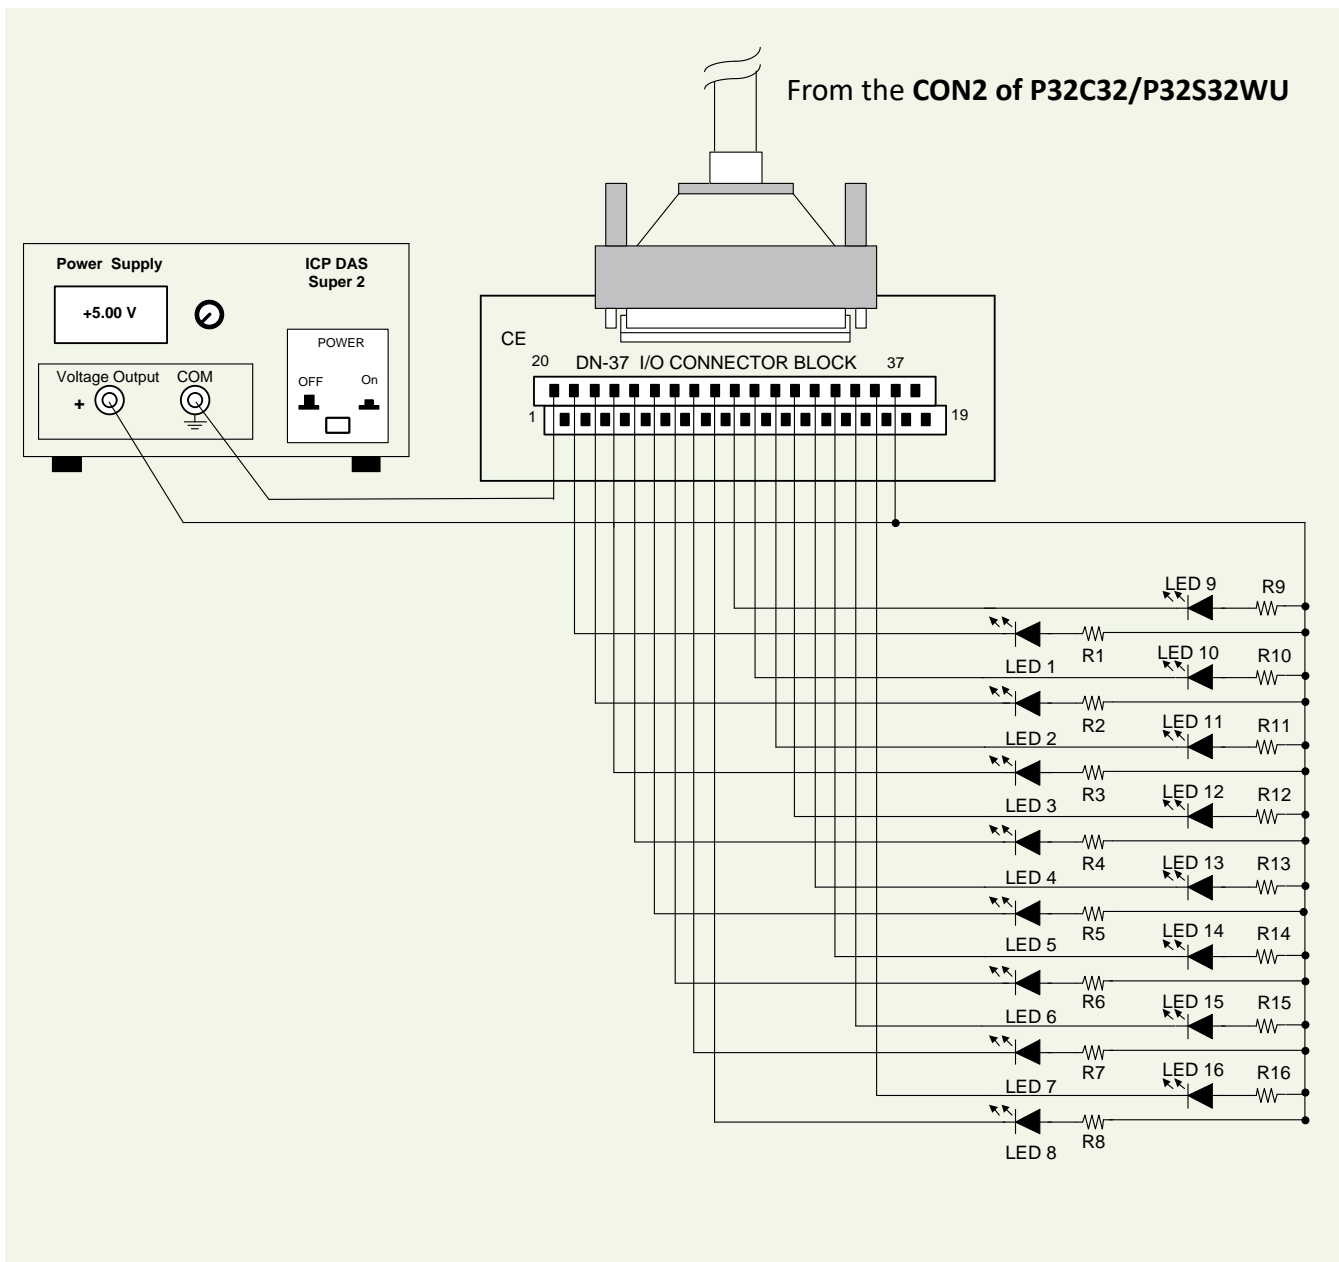 From the CON2 of P32C32/P32S32WU
Power Supply
ICP DAS
Super 2
+5.00 V
POWER
OFF On
Voltage Output COM
+
CE
20 DN-37 I/O CONNECTOR BLOCK 37
1 19
LED 9 R9
R1
LED 1
LED 10 R10
R2
LED 2
LED 11 R11
R3
LED 3
LED 12 R12
R4
LED 4
LED 13 R13
R5
LED 5
LED 14 R14
R6
LED 6
LED 15 R15
R7
LED 7
LED 16 R16
R8
LED 8